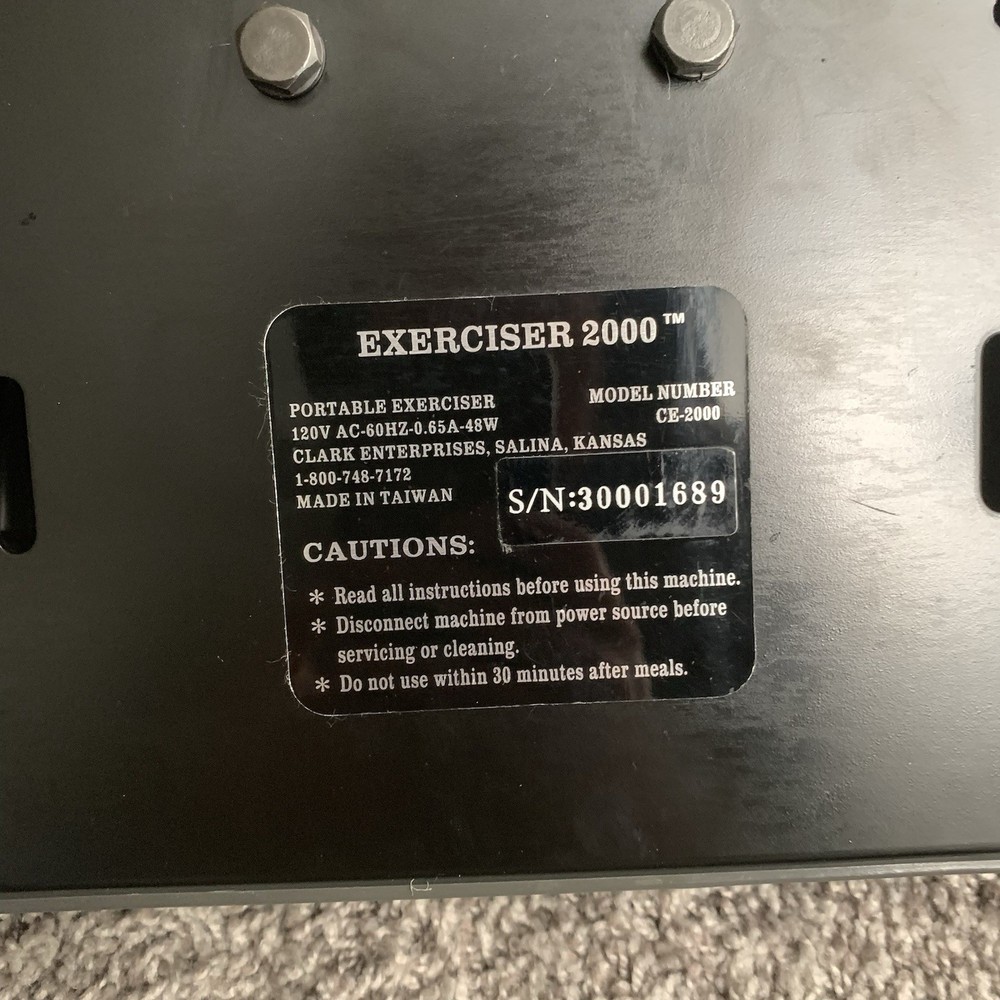 EXERCISER 2000™
PORTABLE EXERCISER
120V AC-60HZ-0.65A-48W
MODEL NUMBER
CE-2000
CLARK ENTERPRISES, SALINA, KANSAS
1-800-748-7172
MADE IN TAIWAN
S/N:30001689
CAUTIONS:
* Read all instructions before using this machine.
* Disconnect machine from power source before
servicing or cleaning.
* Do not use within 30 minutes after meals.